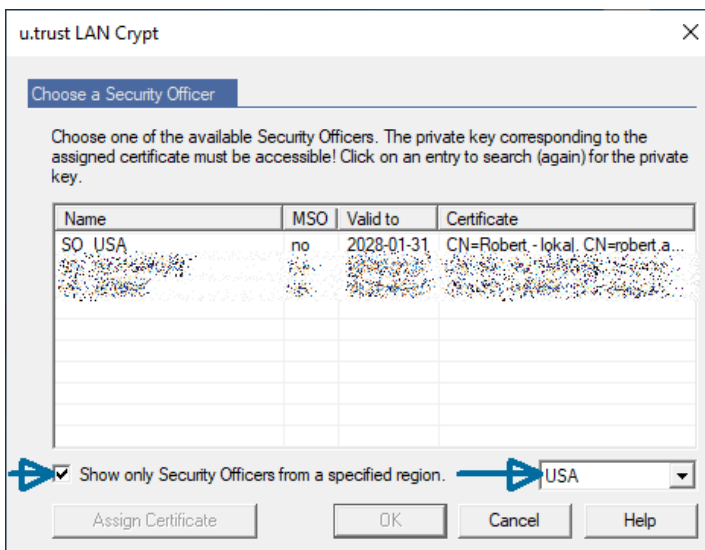 u.trust LAN Crypt
Choose a Security Officer
Choose one of the available Security Officers. The private key corresponding to the
assigned certificate must be accessible! Click on an entry to search (again) for the private
key.
Name MSO Valid to Certificate
SO_USA no 2028-01-31 CN=Robert - lokal, CN=robert.a...
Show only Security Officers from a specified region. USA
Assign Certificate OK Cancel Help